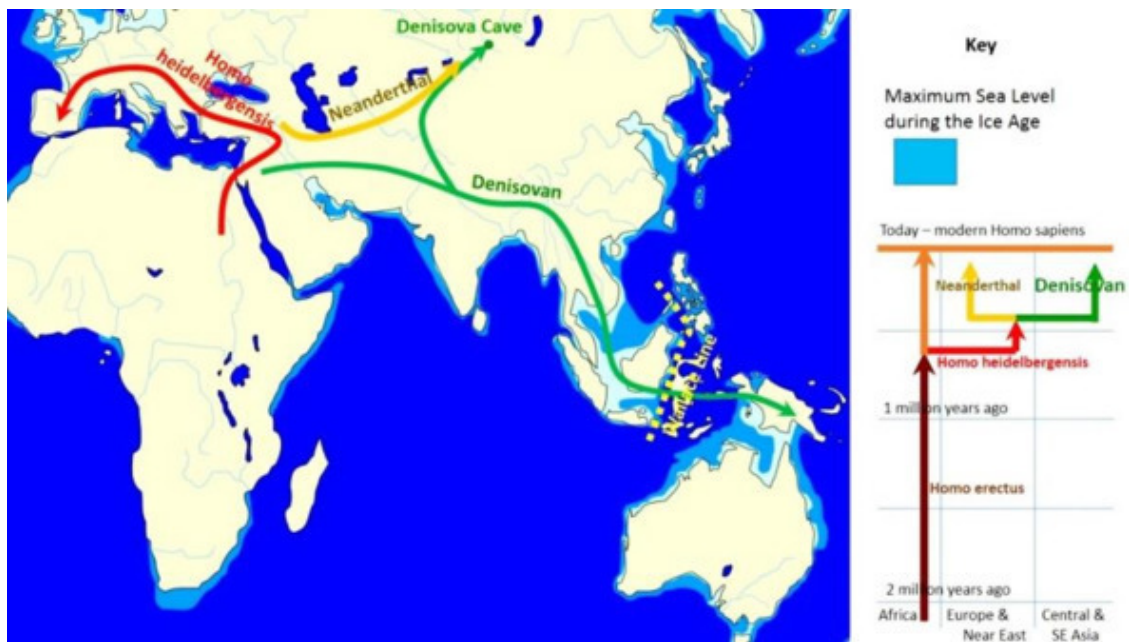 Denisova Cave
Homo
heidelbergensis
Neanderthal
Denisovan
Wallace Line
Key
Maximum Sea Level
during the Ice Age
Today – modern Homo sapiens
Neanderthal
Denisovan
Homo heidelbergensis
1 million years ago
Homo erectus
2 million years ago
Africa
Europe &
Near East
Central &
SE Asia